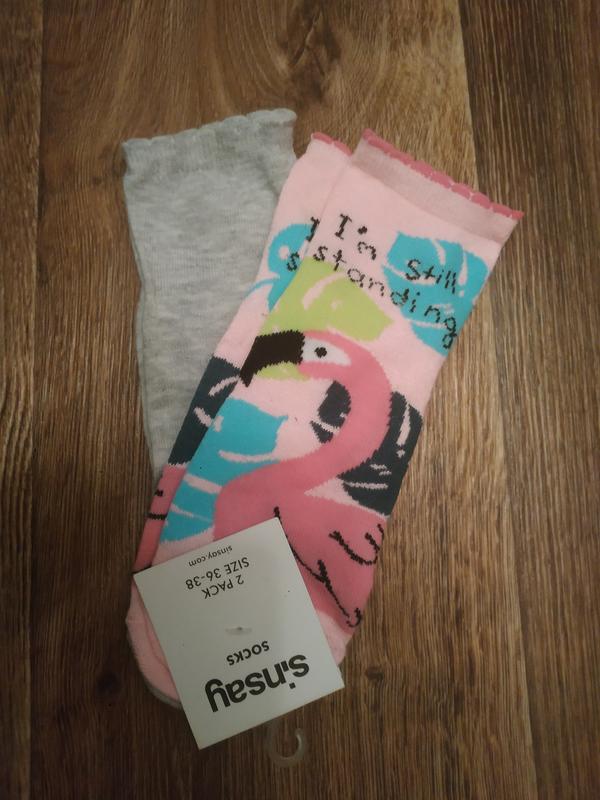 I'm still
standing
I
s
sinsay
SOCKS
2 PACK
SIZE 36-38
sinsay.com